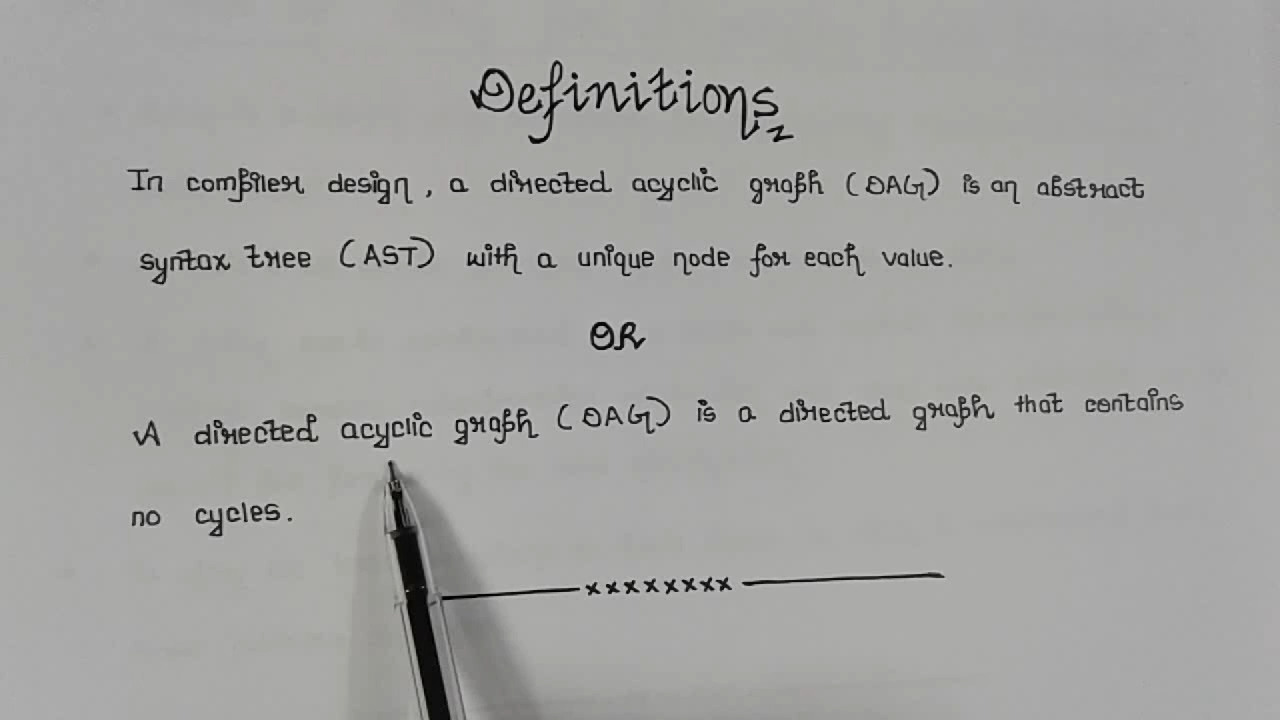 Definitions
In compiler design, a directed acyclic graph (DAG) is an abstract
syntax tree (AST) with a unique node for each value.
OR
A directed acyclic graph (DAG) is a directed graph that contains
no cycles.
xxxxxxxx